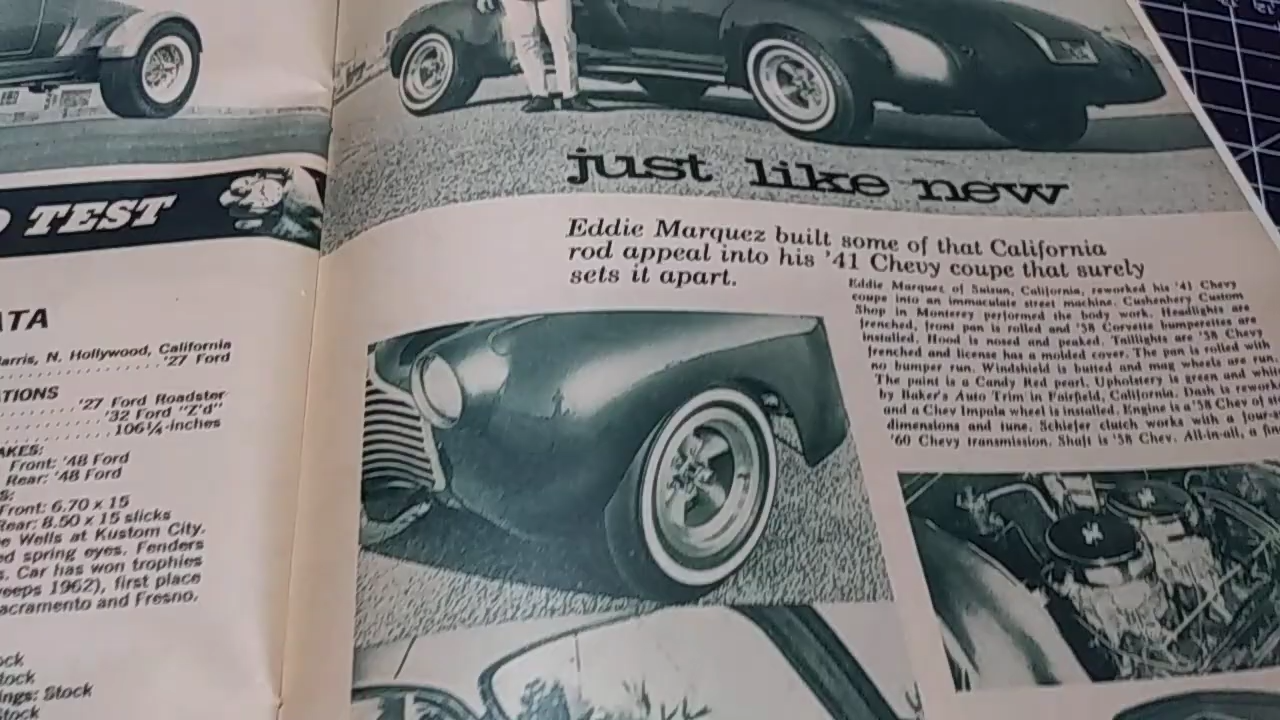 TEST
ATA
arris, N. Hollywood, California
'27 Ford
ATIONS
'27 Ford Roadster
'32 Ford "Z'd"
106¼-inches
AKES:
Front: '48 Ford
Rear: '48 Ford
S:
Front: 6.70 x 15
Rear: 8.50 x 15 slicks
e Wells at Kustom City.
ed spring eyes. Fenders
s. Car has won trophies
eeps 1962), first place
acramento and Fresno.
ock
tock
ings: Stock
Stock
just like new
Eddie Marquez built some of that California
rod appeal into his '41 Chevy coupe that surely
sets it apart.
Eddie Marquez of Suisun, California, reworked his '41 Chevy
coupe into an immaculate street machine. Cushenbery Custom
Shop in Monterey performed the body work. Headlights are
frenched, front pan is rolled and '58 Corvette bumperettes are
installed. Hood is nosed and peaked. Taillights are '58 Chevy
frenched and license has a molded cover. The pan is rolled with
no bumper run. Windshield is butted and mag wheels are run.
The paint is a Candy Red pearl. Upholstery is green and whit
by Baker's Auto Trim in Fairfield, California. Dash is rework
and a Chev Impala wheel is installed. Engine is a '58 Chev of st
dimensions and tune. Schiefer clutch works with a four-s
'60 Chevy transmission. Shaft is '58 Chev. All-in-all, a fin